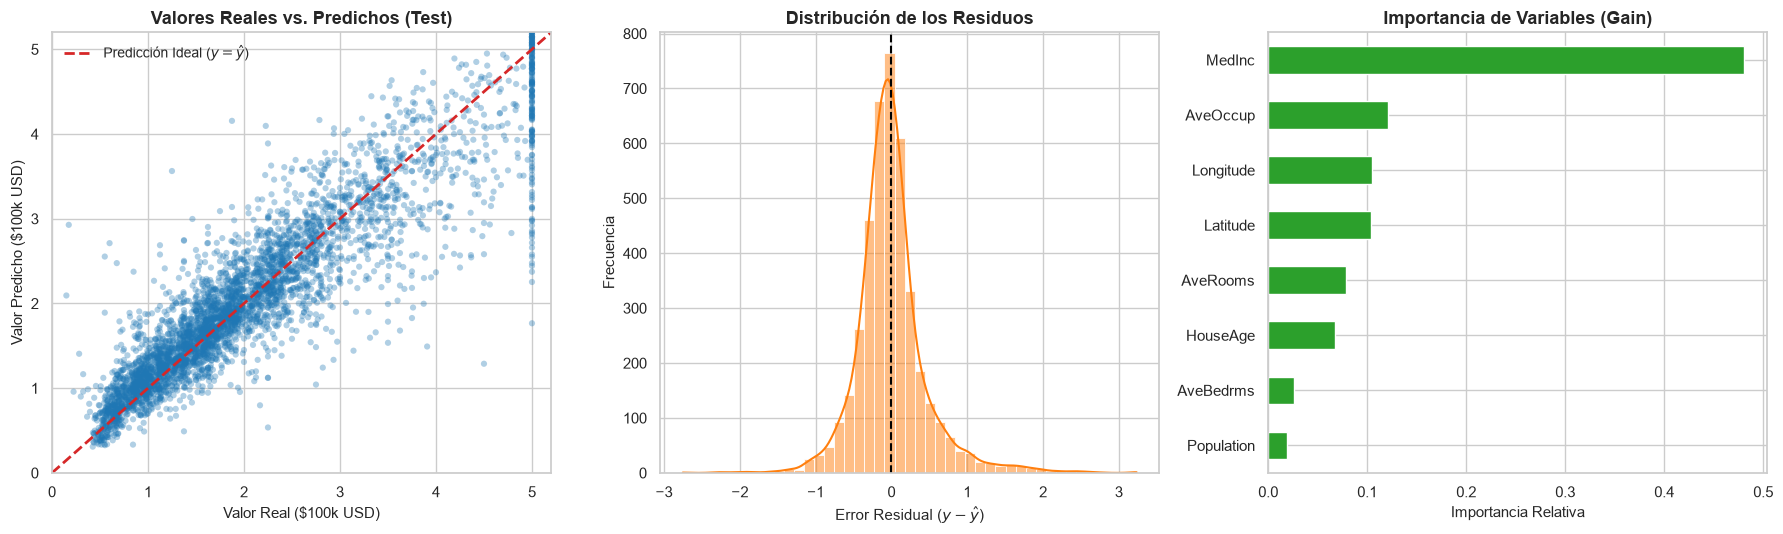 Valores Reales vs. Predichos (Test)
Predicción Ideal (y = ŷ)
Valor Predicho ($100k USD)
5
4
3
2
1
0
0 1 2 3 4 5
Valor Real ($100k USD)
Distribución de los Residuos
Frecuencia
800
700
600
500
400
300
200
100
0
−3 −2 −1 0 1 2 3
Error Residual (y − ŷ)
Importancia de Variables (Gain)
MedInc
AveOccup
Longitude
Latitude
AveRooms
HouseAge
AveBedrms
Population
0.0 0.1 0.2 0.3 0.4 0.5
Importancia Relativa